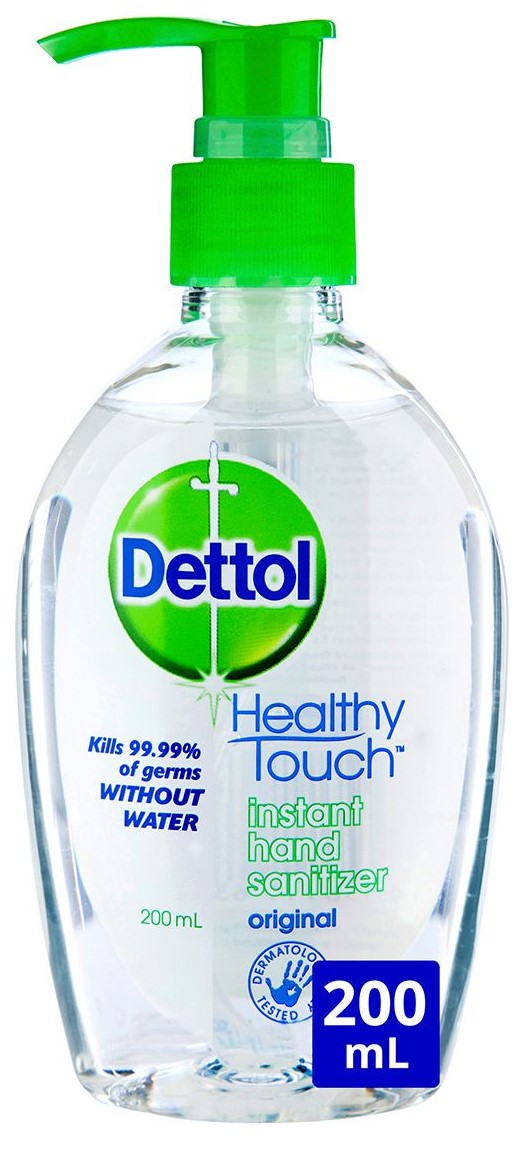 Dettol
Healthy
Touch™
Kills 99.99%
of germs
WITHOUT
WATER
instant
hand
sanitizer
200 mL
original
TESTED
200
mL